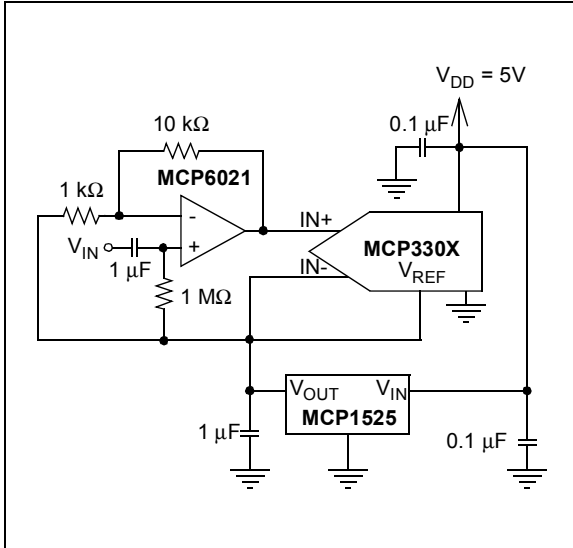 V_DD = 5V
10 kΩ
0.1 μF
MCP6021
1 kΩ
-
IN+
V_IN
+
MCP330X
1 μF
IN-
V_REF
1 MΩ
V_OUT V_IN
MCP1525
1 μF
0.1 μF